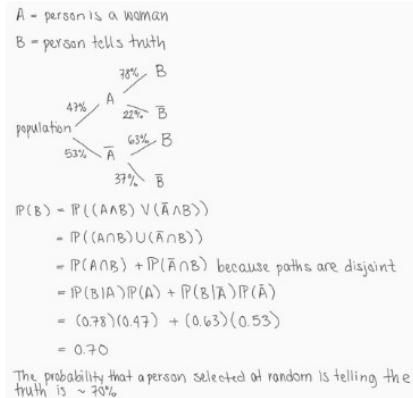 A = person is a woman
B = person tells truth
78% B
A
47%
22% B̅
population
63% B
53% A̅
37% B̅
P(B) = P((A∧B) ∨ (A̅∧B))
= P((A∩B)∪(A̅∩B))
= P(A∩B) + P(A̅∩B) because paths are disjoint
= P(B|A)P(A) + P(B|A̅)P(A̅)
= (0.78)(0.47) + (0.63)(0.53)
= 0.70
The probability that a person selected at random is telling the
truth is ~ 70%